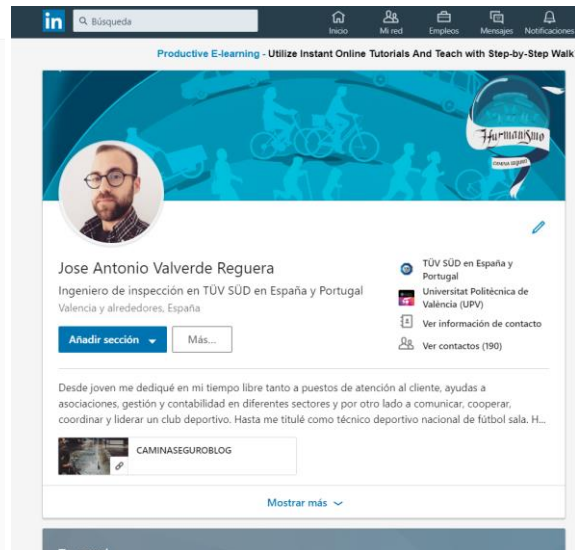 in
Búsqueda
Inicio
Mi red
Empleos
Mensajes
Notificaciones
Productive E-learning - Utilize Instant Online Tutorials And Teach with Step-by-Step Walk
Humanismo
CAMINA SEGURO
Jose Antonio Valverde Reguera
Ingeniero de inspección en TÜV SÜD en España y Portugal
Valencia y alrededores, España
Añadir sección
Más...
TÜV SÜD en España y
Portugal
Universitat Politècnica de
València (UPV)
Ver información de contacto
Ver contactos (190)
Desde joven me dediqué en mi tiempo libre tanto a puestos de atención al cliente, ayudas a
asociaciones, gestión y contabilidad en diferentes sectores y por otro lado a comunicar, cooperar,
coordinar y liderar un club deportivo. Hasta me titulé como técnico deportivo nacional de fútbol sala. H...
CAMINASEGUROBLOG
Mostrar más